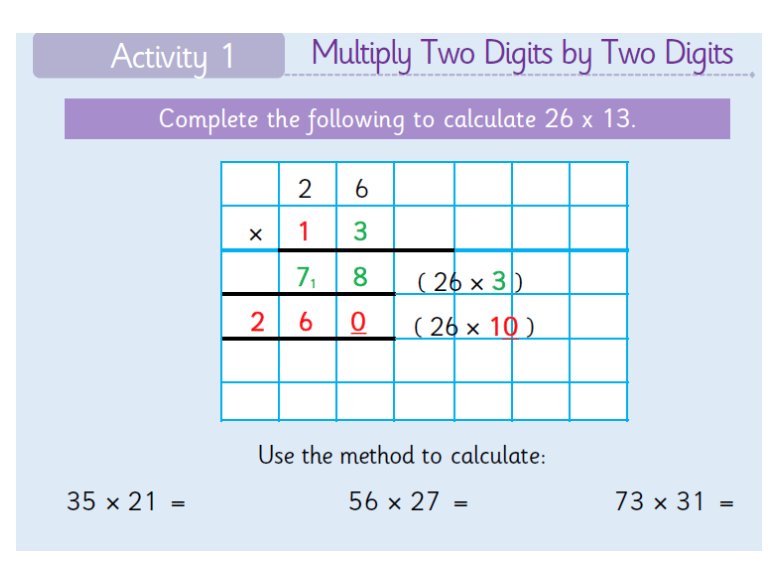 Activity 1 Multiply Two Digits by Two Digits
Complete the following to calculate 26 x 13.
2 6
× 1 3
7₁ 8 ( 26 × 3 )
2 6 0 ( 26 × 10 )
Use the method to calculate:
35 × 21 = 56 × 27 = 73 × 31 =